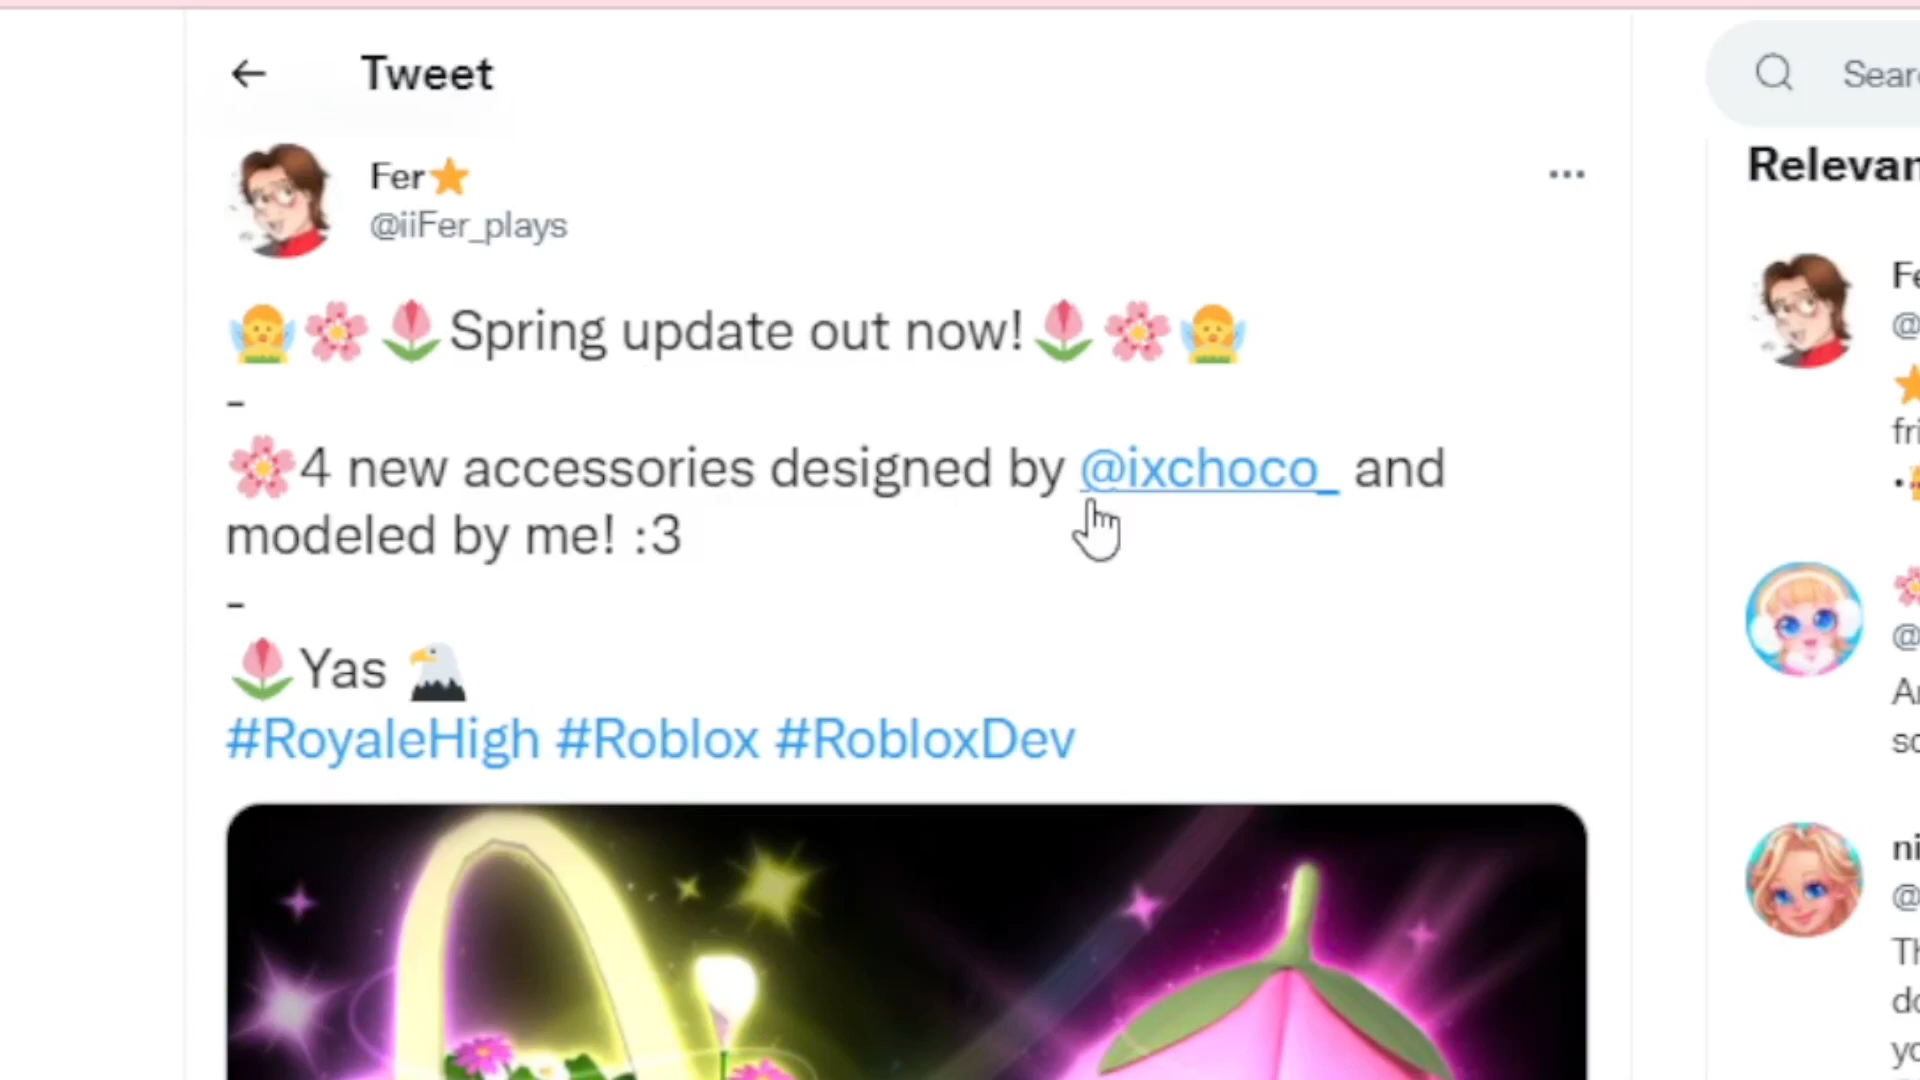 Tweet
Fer⭐
@iiFer_plays
🧚🌸🌷Spring update out now!🌷🌸🧚
-
🌸4 new accessories designed by @ixchoco_ and
modeled by me! :3
-
🌷Yas 🦅
#RoyaleHigh #Roblox #RobloxDev